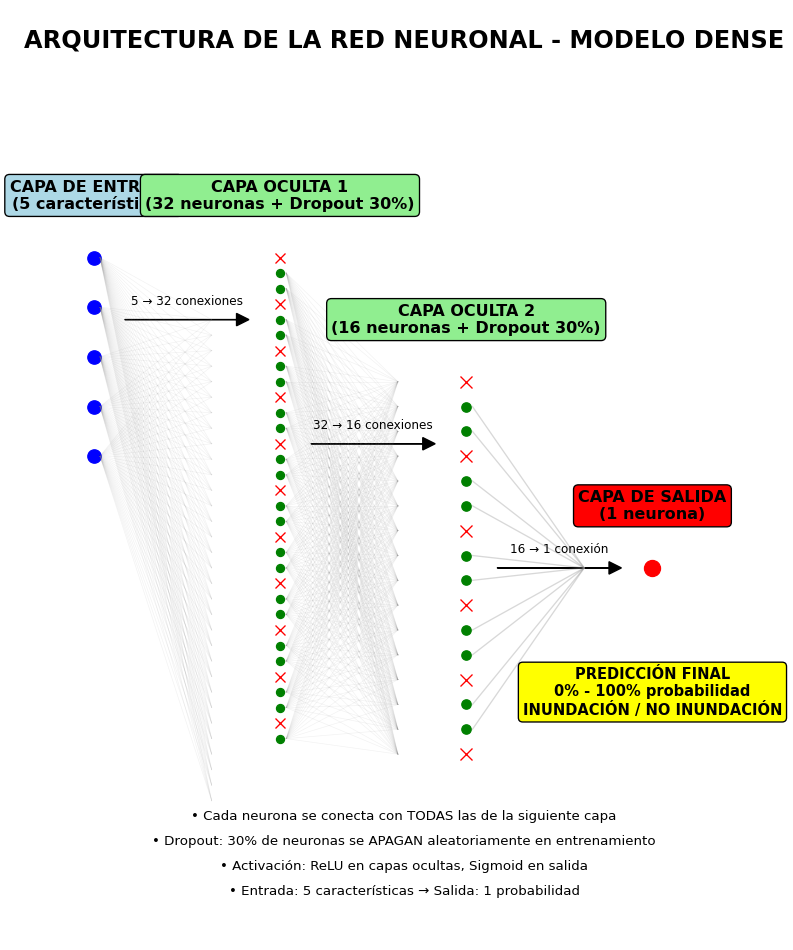 ARQUITECTURA DE LA RED NEURONAL - MODELO DENSE
CAPA DE ENTR
(5 característi
CAPA OCULTA 1
(32 neuronas + Dropout 30%)
5 → 32 conexiones
CAPA OCULTA 2
(16 neuronas + Dropout 30%)
32 → 16 conexiones
CAPA DE SALIDA
(1 neurona)
16 → 1 conexión
PREDICCIÓN FINAL
0% - 100% probabilidad
INUNDACIÓN / NO INUNDACIÓN
• Cada neurona se conecta con TODAS las de la siguiente capa
• Dropout: 30% de neuronas se APAGAN aleatoriamente en entrenamiento
• Activación: ReLU en capas ocultas, Sigmoid en salida
• Entrada: 5 características → Salida: 1 probabilidad